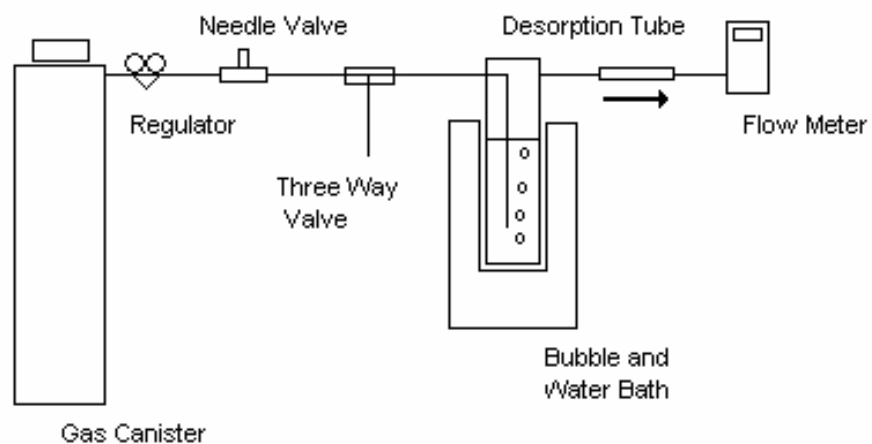 Needle Valve
Desorption Tube
Regulator
Flow Meter
Three Way
Valve
Bubble and
Water Bath
Gas Canister